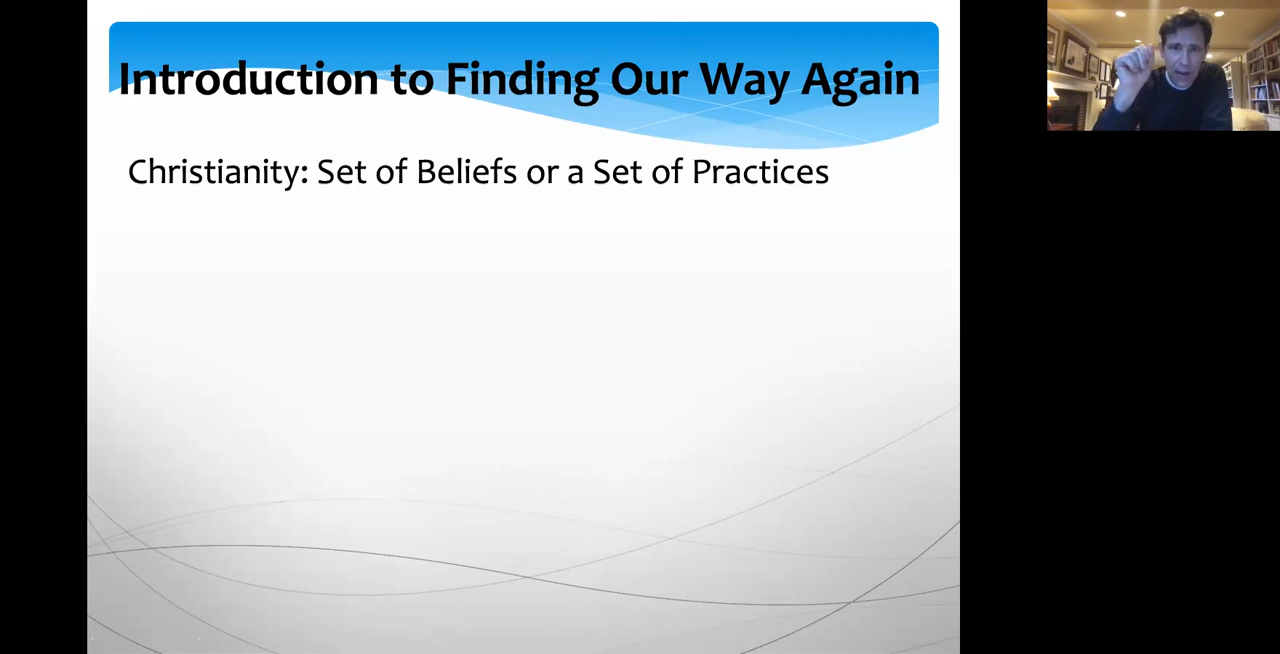 Introduction to Finding Our Way Again
Christianity: Set of Beliefs or a Set of Practices